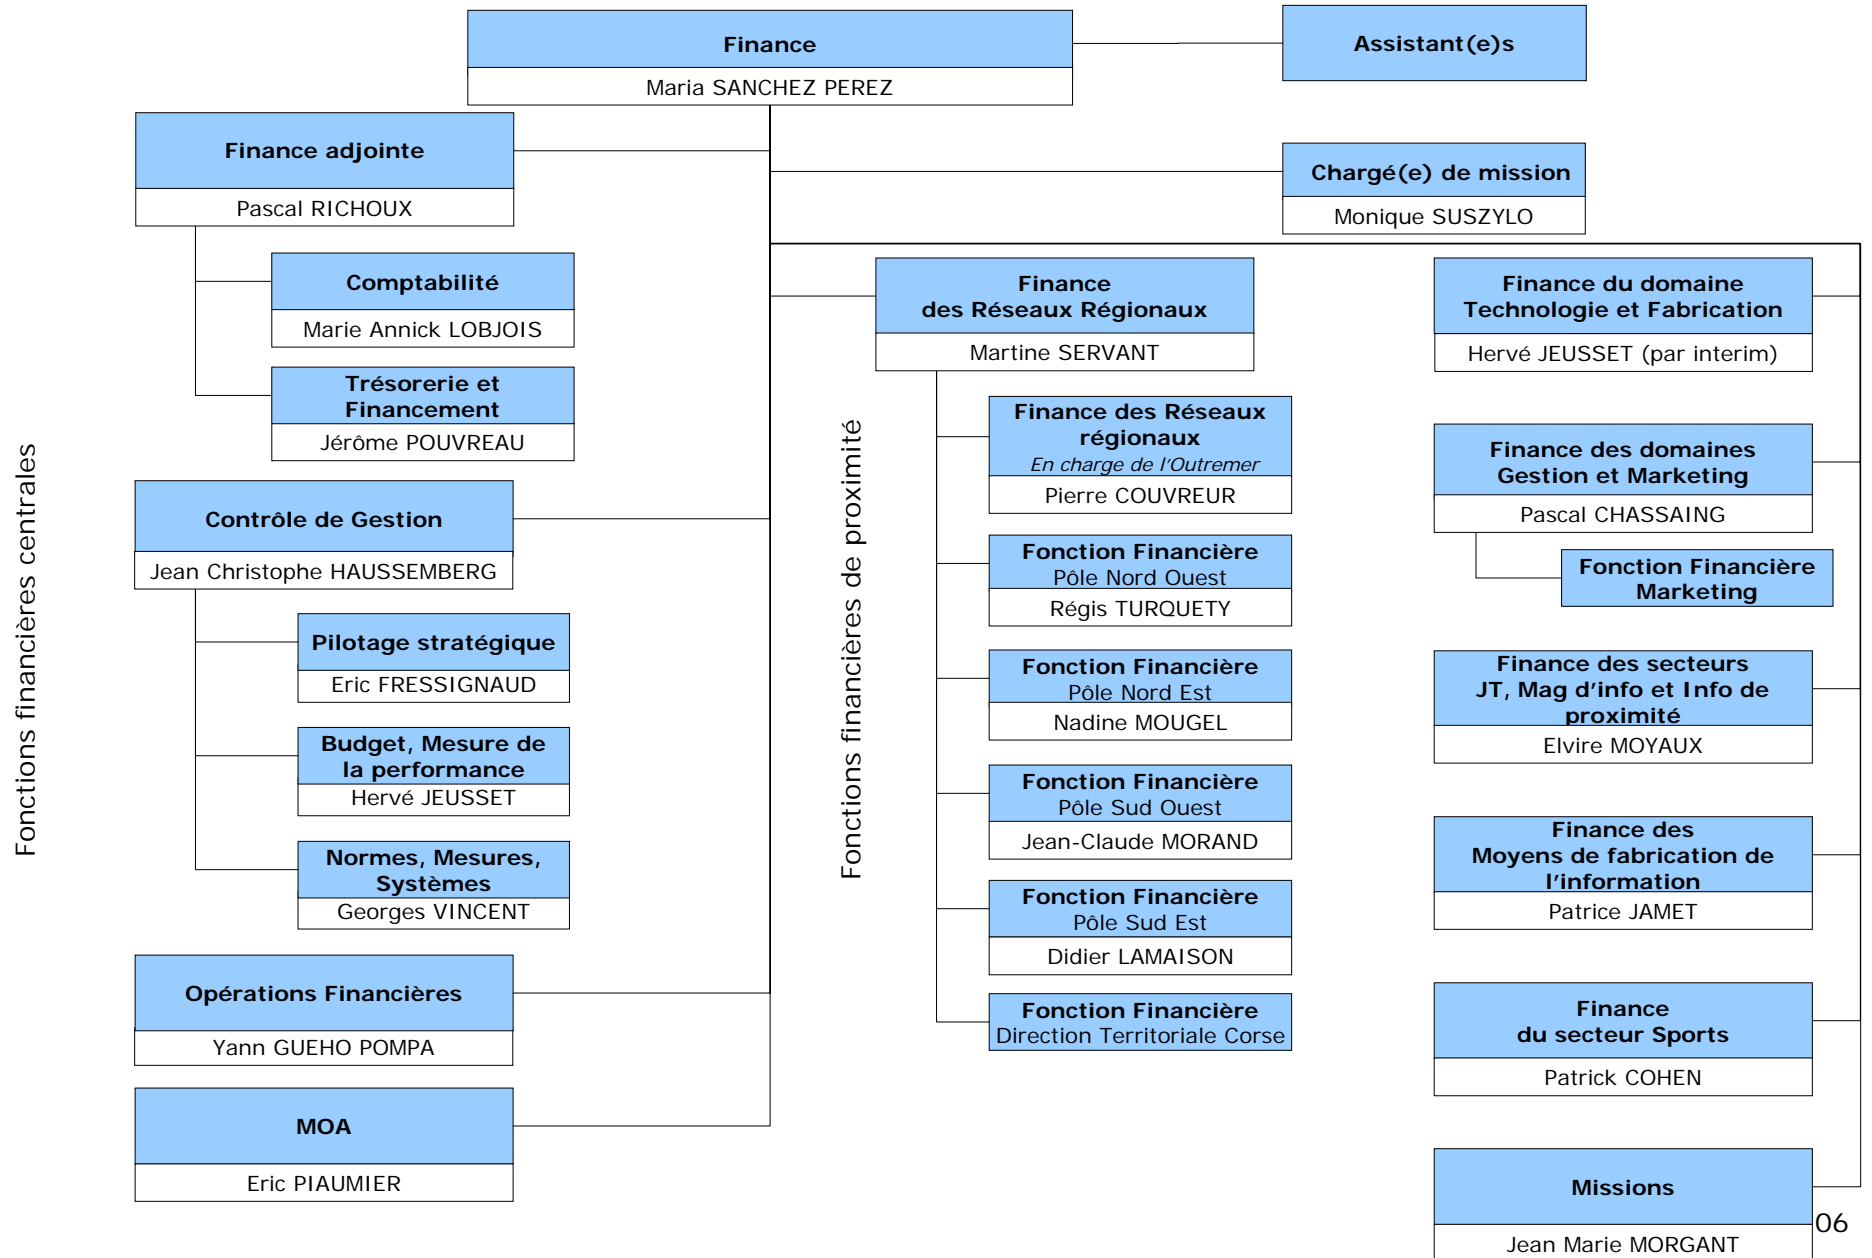 Finance
Maria SANCHEZ PEREZ
Assistant(e)s
Chargé(e) de mission
Monique SUSZYLO
Fonctions financières centrales
Finance adjointe
Pascal RICHOUX
Comptabilité
Marie Annick LOBJOIS
Trésorerie et
Financement
Jérôme POUVREAU
Contrôle de Gestion
Jean Christophe HAUSSEMBERG
Pilotage stratégique
Eric FRESSIGNAUD
Budget, Mesure de
la performance
Hervé JEUSSET
Normes, Mesures,
Systèmes
Georges VINCENT
Opérations Financières
Yann GUEHO POMPA
MOA
Eric PIAUMIER
Fonctions financières de proximité
Finance
des Réseaux Régionaux
Martine SERVANT
Finance des Réseaux
régionaux
En charge de l'Outremer
Pierre COUVREUR
Fonction Financière
Pôle Nord Ouest
Régis TURQUETY
Fonction Financière
Pôle Nord Est
Nadine MOUGEL
Fonction Financière
Pôle Sud Ouest
Jean-Claude MORAND
Fonction Financière
Pôle Sud Est
Didier LAMAISON
Fonction Financière
Direction Territoriale Corse
Finance du domaine
Technologie et Fabrication
Hervé JEUSSET (par interim)
Finance des domaines
Gestion et Marketing
Pascal CHASSAING
Fonction Financière
Marketing
Finance des secteurs
JT, Mag d'info et Info de
proximité
Elvire MOYAUX
Finance des
Moyens de fabrication de
l'information
Patrice JAMET
Finance
du secteur Sports
Patrick COHEN
Missions
Jean Marie MORGANT
06